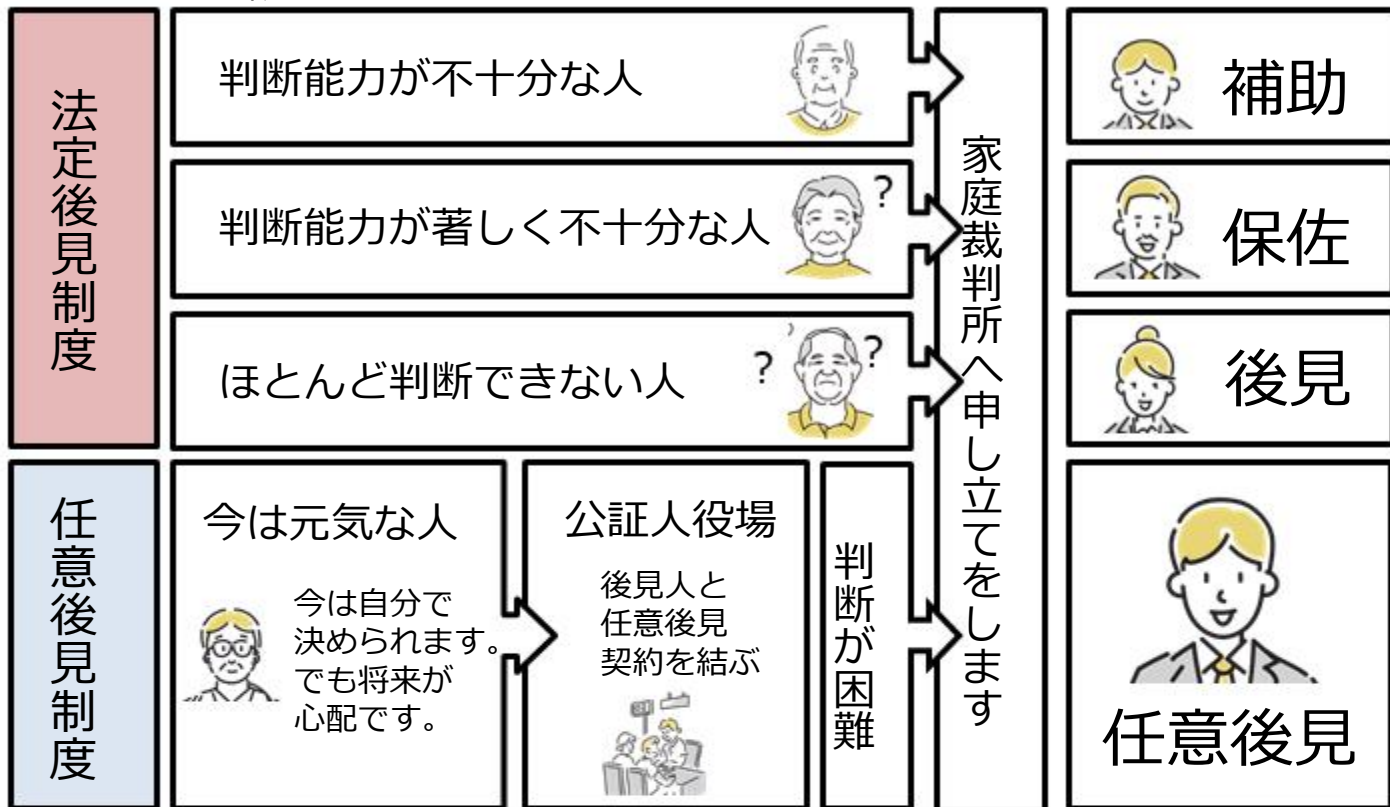 法定後見制度
判断能力が不十分な人
補助
判断能力が著しく不十分な人
?
保佐
ほとんど判断できない人
? ?
後見
家庭裁判所へ申し立てをします
任意後見制度
今は元気な人
今は自分で
決められます。
でも将来が
心配です。
公証人役場
後見人と
任意後見
契約を結ぶ
判断が困難
任意後見